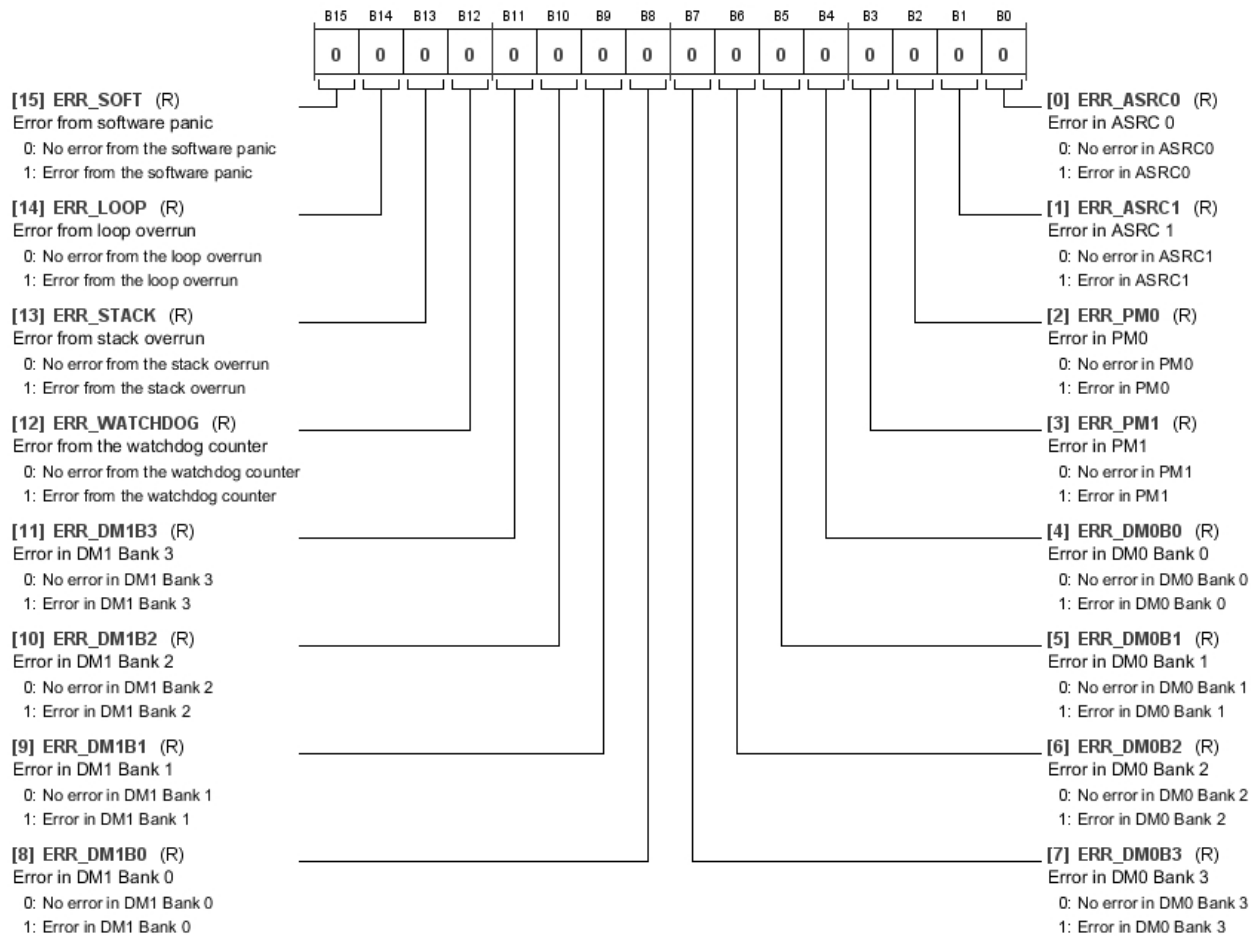 B15 B14 B13 B12 B11 B10 B9 B8 B7 B6 B5 B4 B3 B2 B1 B0
0 0 0 0 0 0 0 0 0 0 0 0 0 0 0 0
[15] ERR_SOFT (R)
Error from software panic
0: No error from the software panic
1: Error from the software panic
[14] ERR_LOOP (R)
Error from loop overrun
0: No error from the loop overrun
1: Error from the loop overrun
[13] ERR_STACK (R)
Error from stack overrun
0: No error from the stack overrun
1: Error from the stack overrun
[12] ERR_WATCHDOG (R)
Error from the watchdog counter
0: No error from the watchdog counter
1: Error from the watchdog counter
[11] ERR_DM1B3 (R)
Error in DM1 Bank 3
0: No error in DM1 Bank 3
1: Error in DM1 Bank 3
[10] ERR_DM1B2 (R)
Error in DM1 Bank 2
0: No error in DM1 Bank 2
1: Error in DM1 Bank 2
[9] ERR_DM1B1 (R)
Error in DM1 Bank 1
0: No error in DM1 Bank 1
1: Error in DM1 Bank 1
[8] ERR_DM1B0 (R)
Error in DM1 Bank 0
0: No error in DM1 Bank 0
1: Error in DM1 Bank 0
[0] ERR_ASRC0 (R)
Error in ASRC 0
0: No error in ASRC0
1: Error in ASRC0
[1] ERR_ASRC1 (R)
Error in ASRC 1
0: No error in ASRC1
1: Error in ASRC1
[2] ERR_PM0 (R)
Error in PM0
0: No error in PM0
1: Error in PM0
[3] ERR_PM1 (R)
Error in PM1
0: No error in PM1
1: Error in PM1
[4] ERR_DM0B0 (R)
Error in DM0 Bank 0
0: No error in DM0 Bank 0
1: Error in DM0 Bank 0
[5] ERR_DM0B1 (R)
Error in DM0 Bank 1
0: No error in DM0 Bank 1
1: Error in DM0 Bank 1
[6] ERR_DM0B2 (R)
Error in DM0 Bank 2
0: No error in DM0 Bank 2
1: Error in DM0 Bank 2
[7] ERR_DM0B3 (R)
Error in DM0 Bank 3
0: No error in DM0 Bank 3
1: Error in DM0 Bank 3